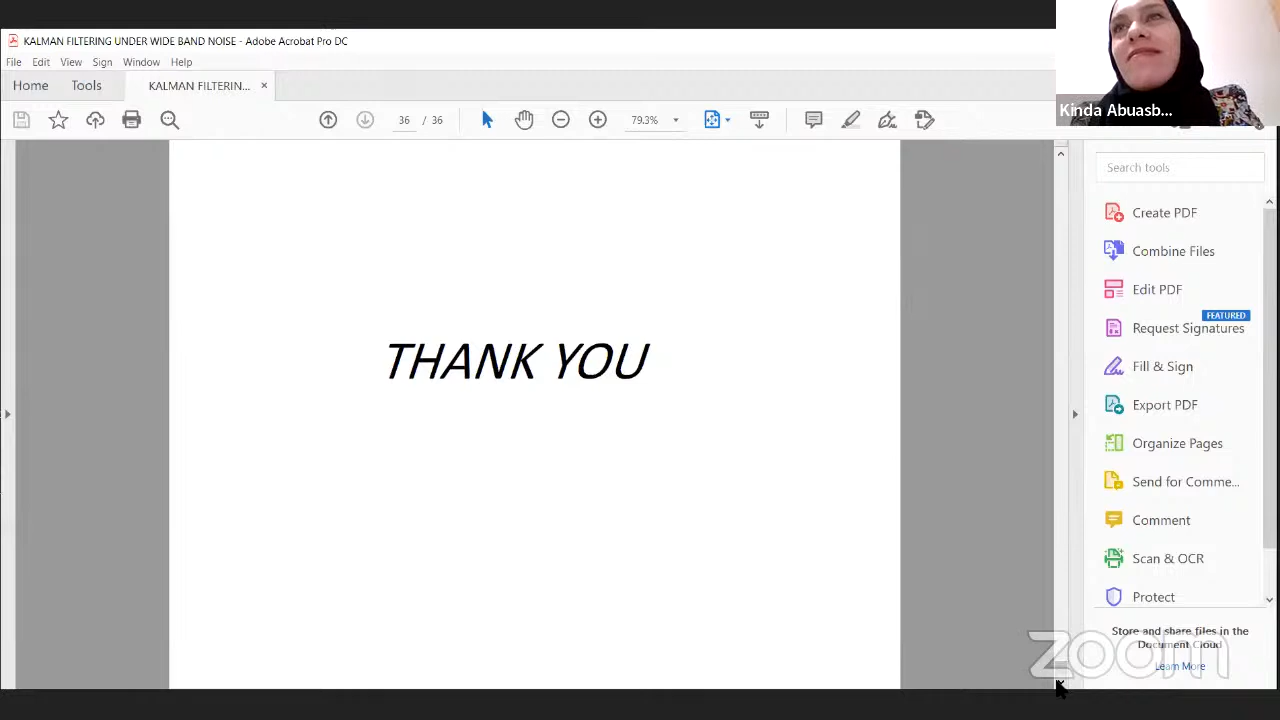 KALMAN FILTERING UNDER WIDE BAND NOISE - Adobe Acrobat Pro DC
File Edit View Sign Window Help
Home Tools KALMAN FILTERIN... ×
36 / 36 79.3%
Kinda Abuasb...
THANK YOU
Search tools
Create PDF
Combine Files
Edit PDF
FEATURED
Request Signatures
Fill & Sign
Export PDF
Organize Pages
Send for Comme...
Comment
Scan & OCR
Protect
Store and share files in the
Document Cloud
Learn More
zoom